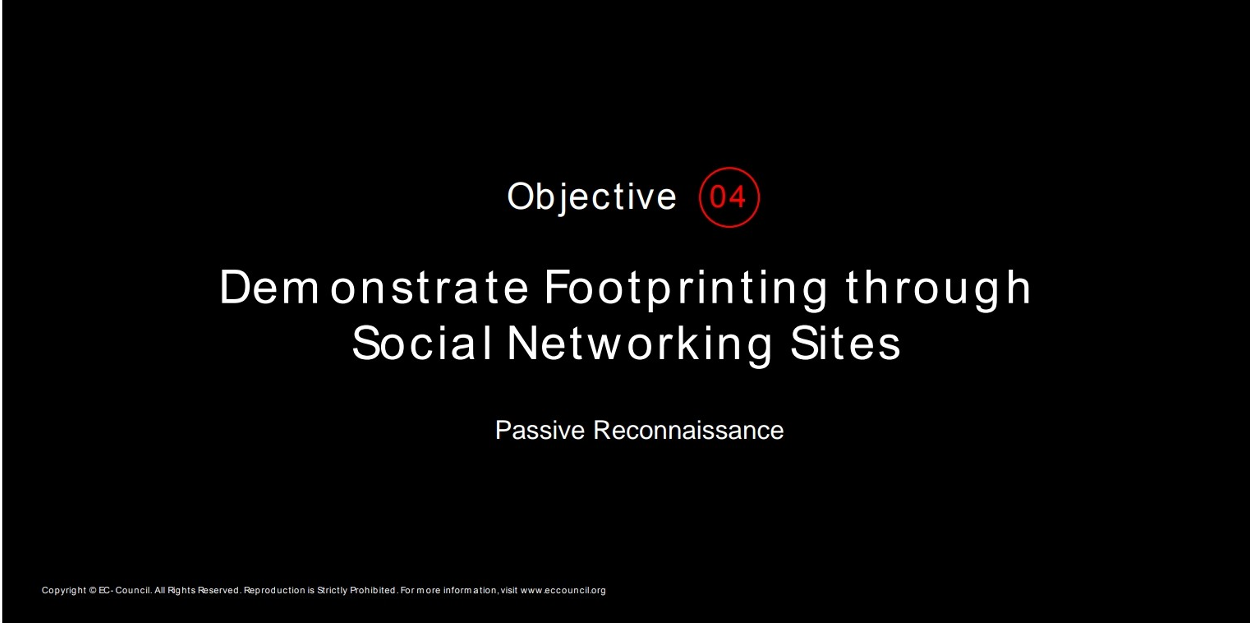 Objective 04
Demonstrate Footprinting through
Social Networking Sites
Passive Reconnaissance
Copyright © EC-Council. All Rights Reserved. Reproduction is Strictly Prohibited. For more information, visit www.eccouncil.org